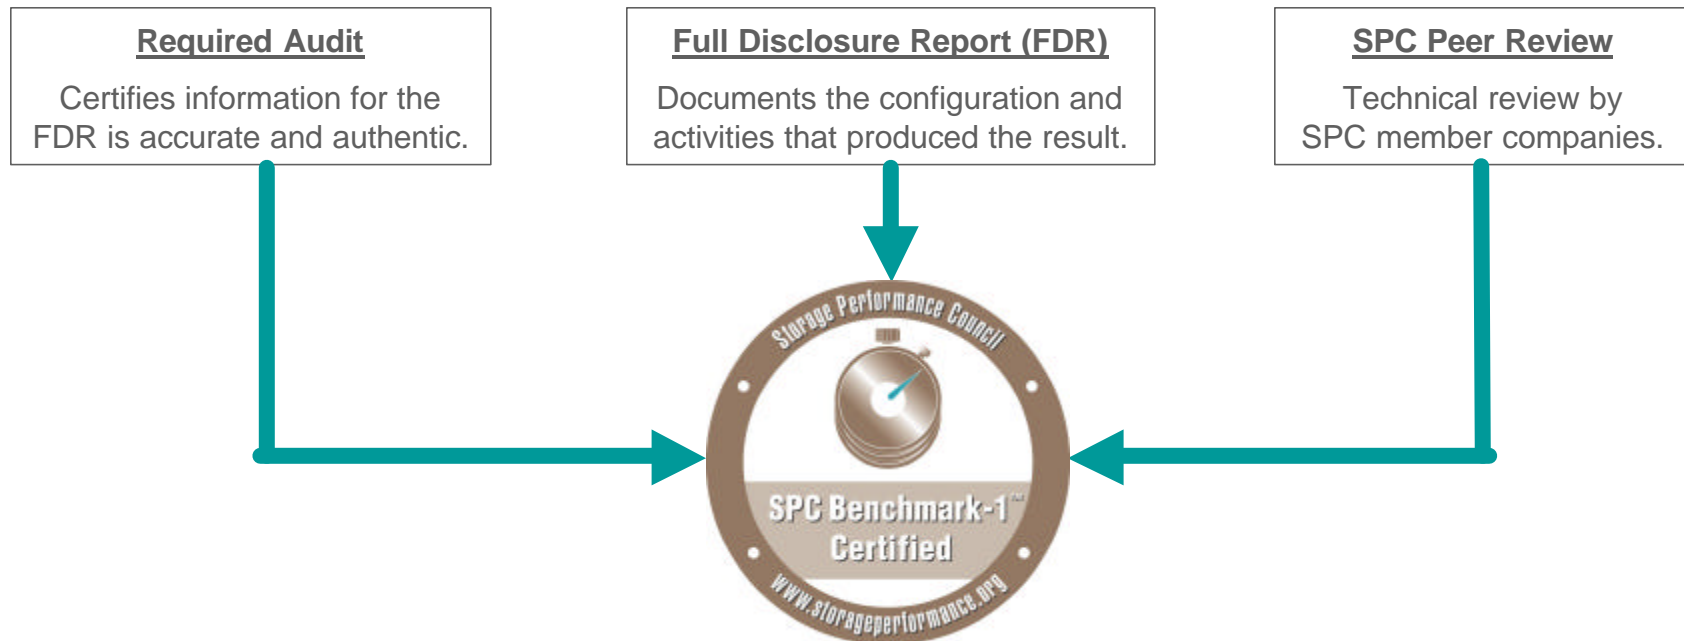 Required Audit
Certifies information for the
FDR is accurate and authentic.
Full Disclosure Report (FDR)
Documents the configuration and
activities that produced the result.
SPC Peer Review
Technical review by
SPC member companies.
Storage Performance Council
SPC Benchmark-1™
Certified
www.storageperformance.org